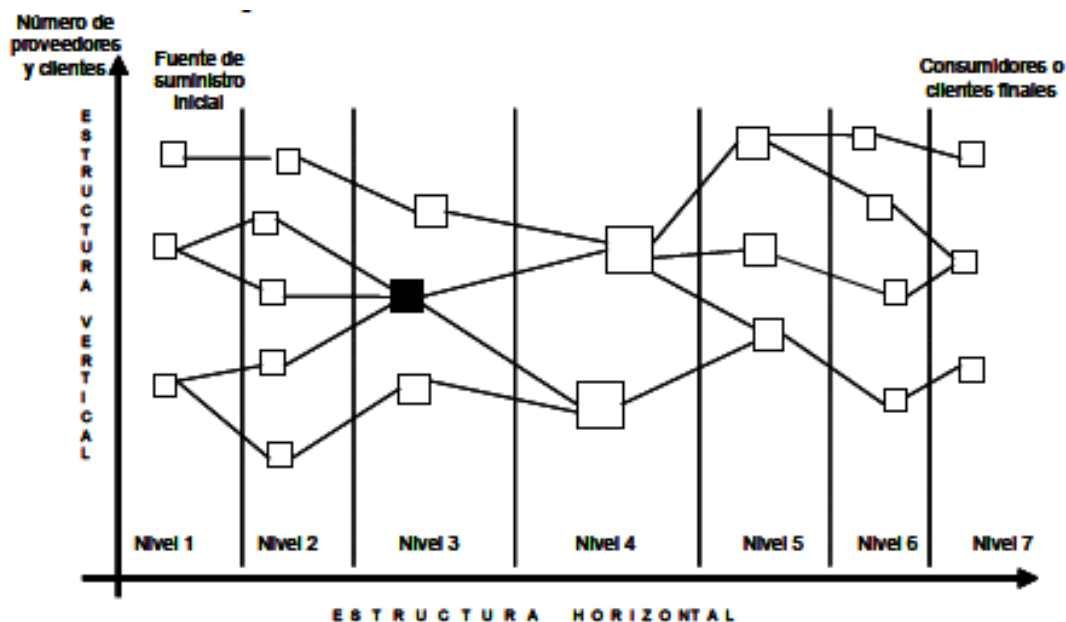 Número de
proveedores
y clientes
Fuente de
suministro
inicial
Consumidores o
clientes finales
ESTRUCTURA VERTICAL
Nivel 1
Nivel 2
Nivel 3
Nivel 4
Nivel 5
Nivel 6
Nivel 7
ESTRUCTURA HORIZONTAL